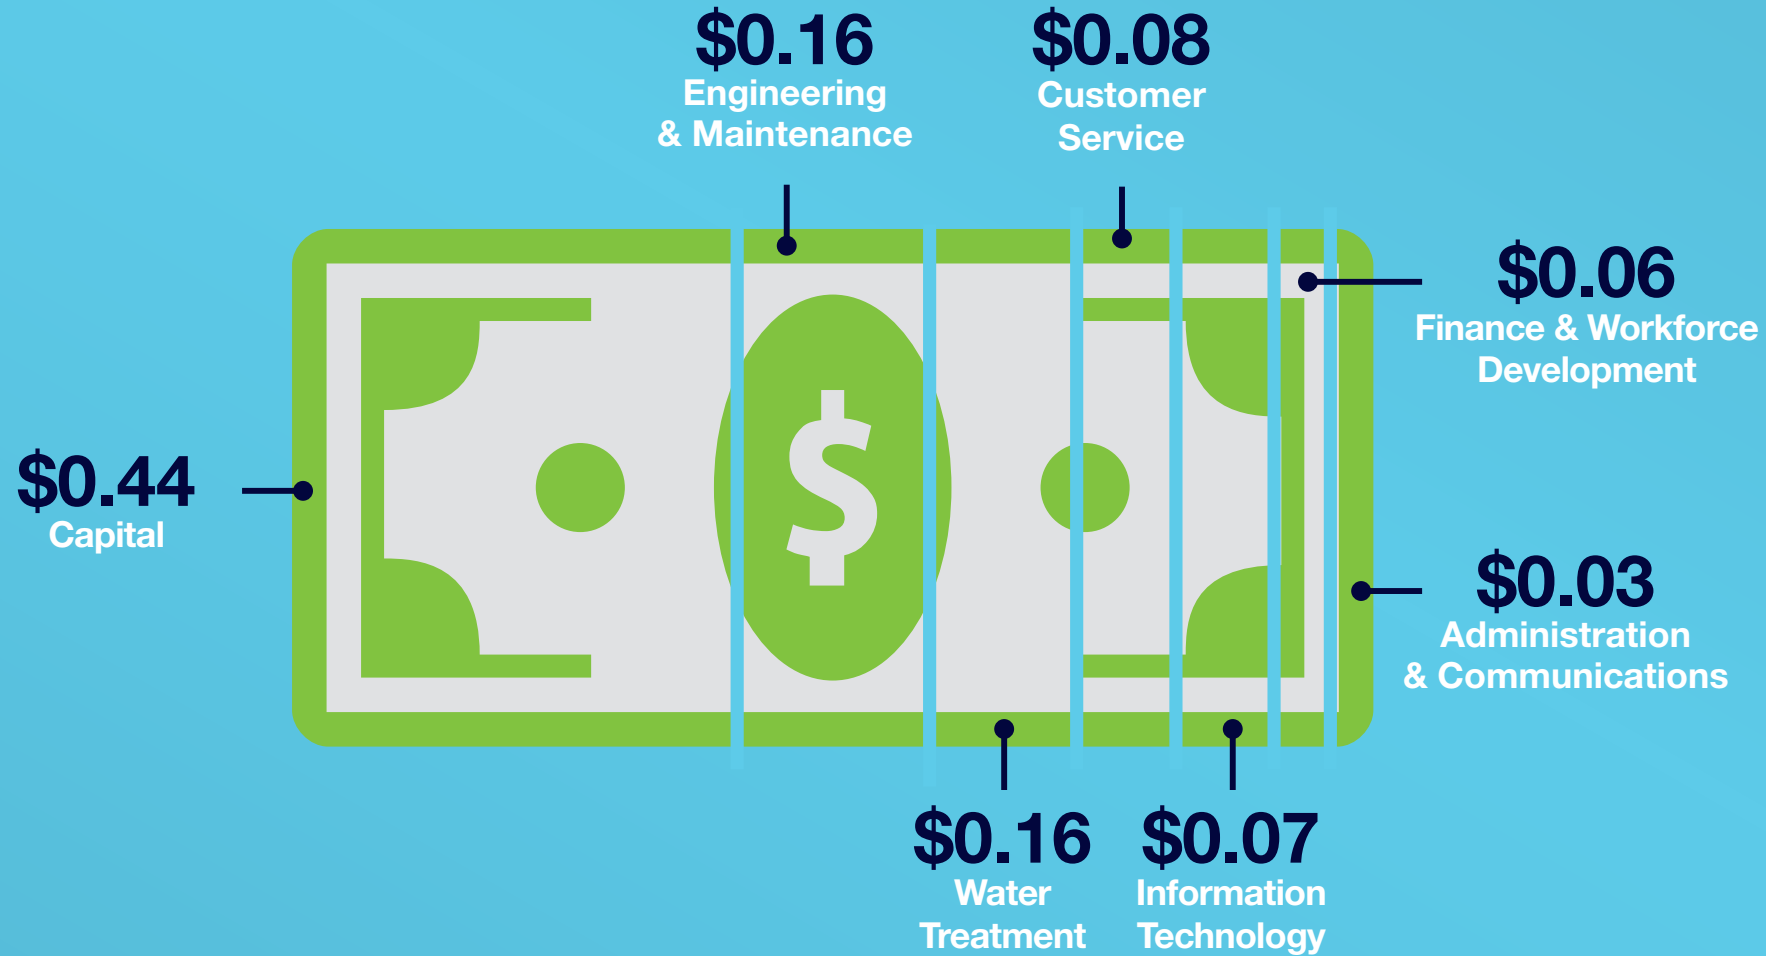 $0.16
Engineering
& Maintenance
$0.08
Customer
Service
$0.06
Finance & Workforce
Development
$
$0.44
Capital
$0.03
Administration
& Communications
$0.16
Water
Treatment
$0.07
Information
Technology